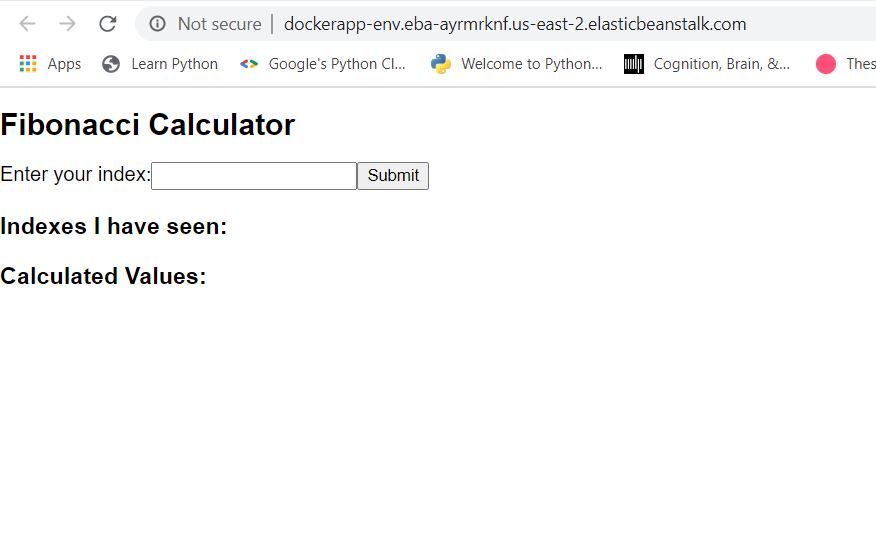 Not secure | dockerapp-env.eba-ayrmrknf.us-east-2.elasticbeanstalk.com
Apps Learn Python Google's Python Cl... Welcome to Python... Cognition, Brain, &... Thes
Fibonacci Calculator
Enter your index: Submit
Indexes I have seen:
Calculated Values: